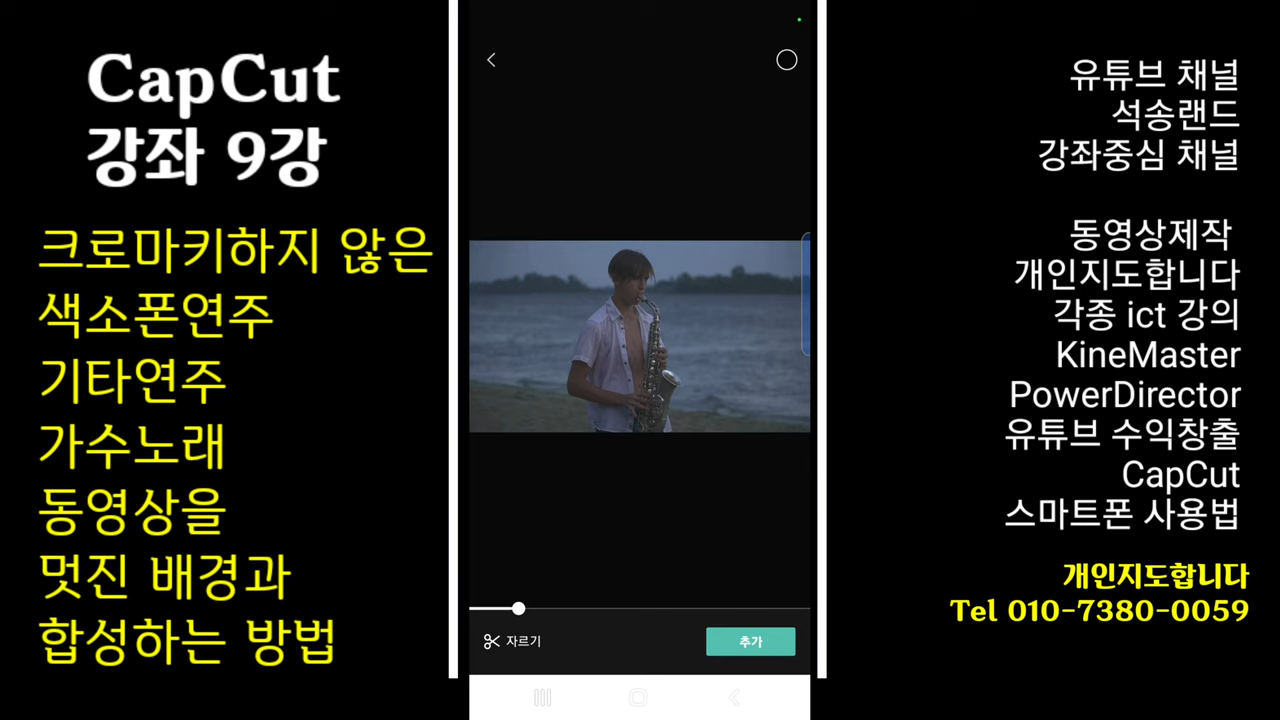 CapCut
강좌 9강
크로마키하지 않은
색소폰연주
기타연주
가수노래
동영상을
멋진 배경과
합성하는 방법
자르기
추가
유튜브 채널
석송랜드
강좌중심 채널
동영상제작
개인지도합니다
각종 ict 강의
KineMaster
PowerDirector
유튜브 수익창출
CapCut
스마트폰 사용법
개인지도합니다
Tel 010-7380-0059